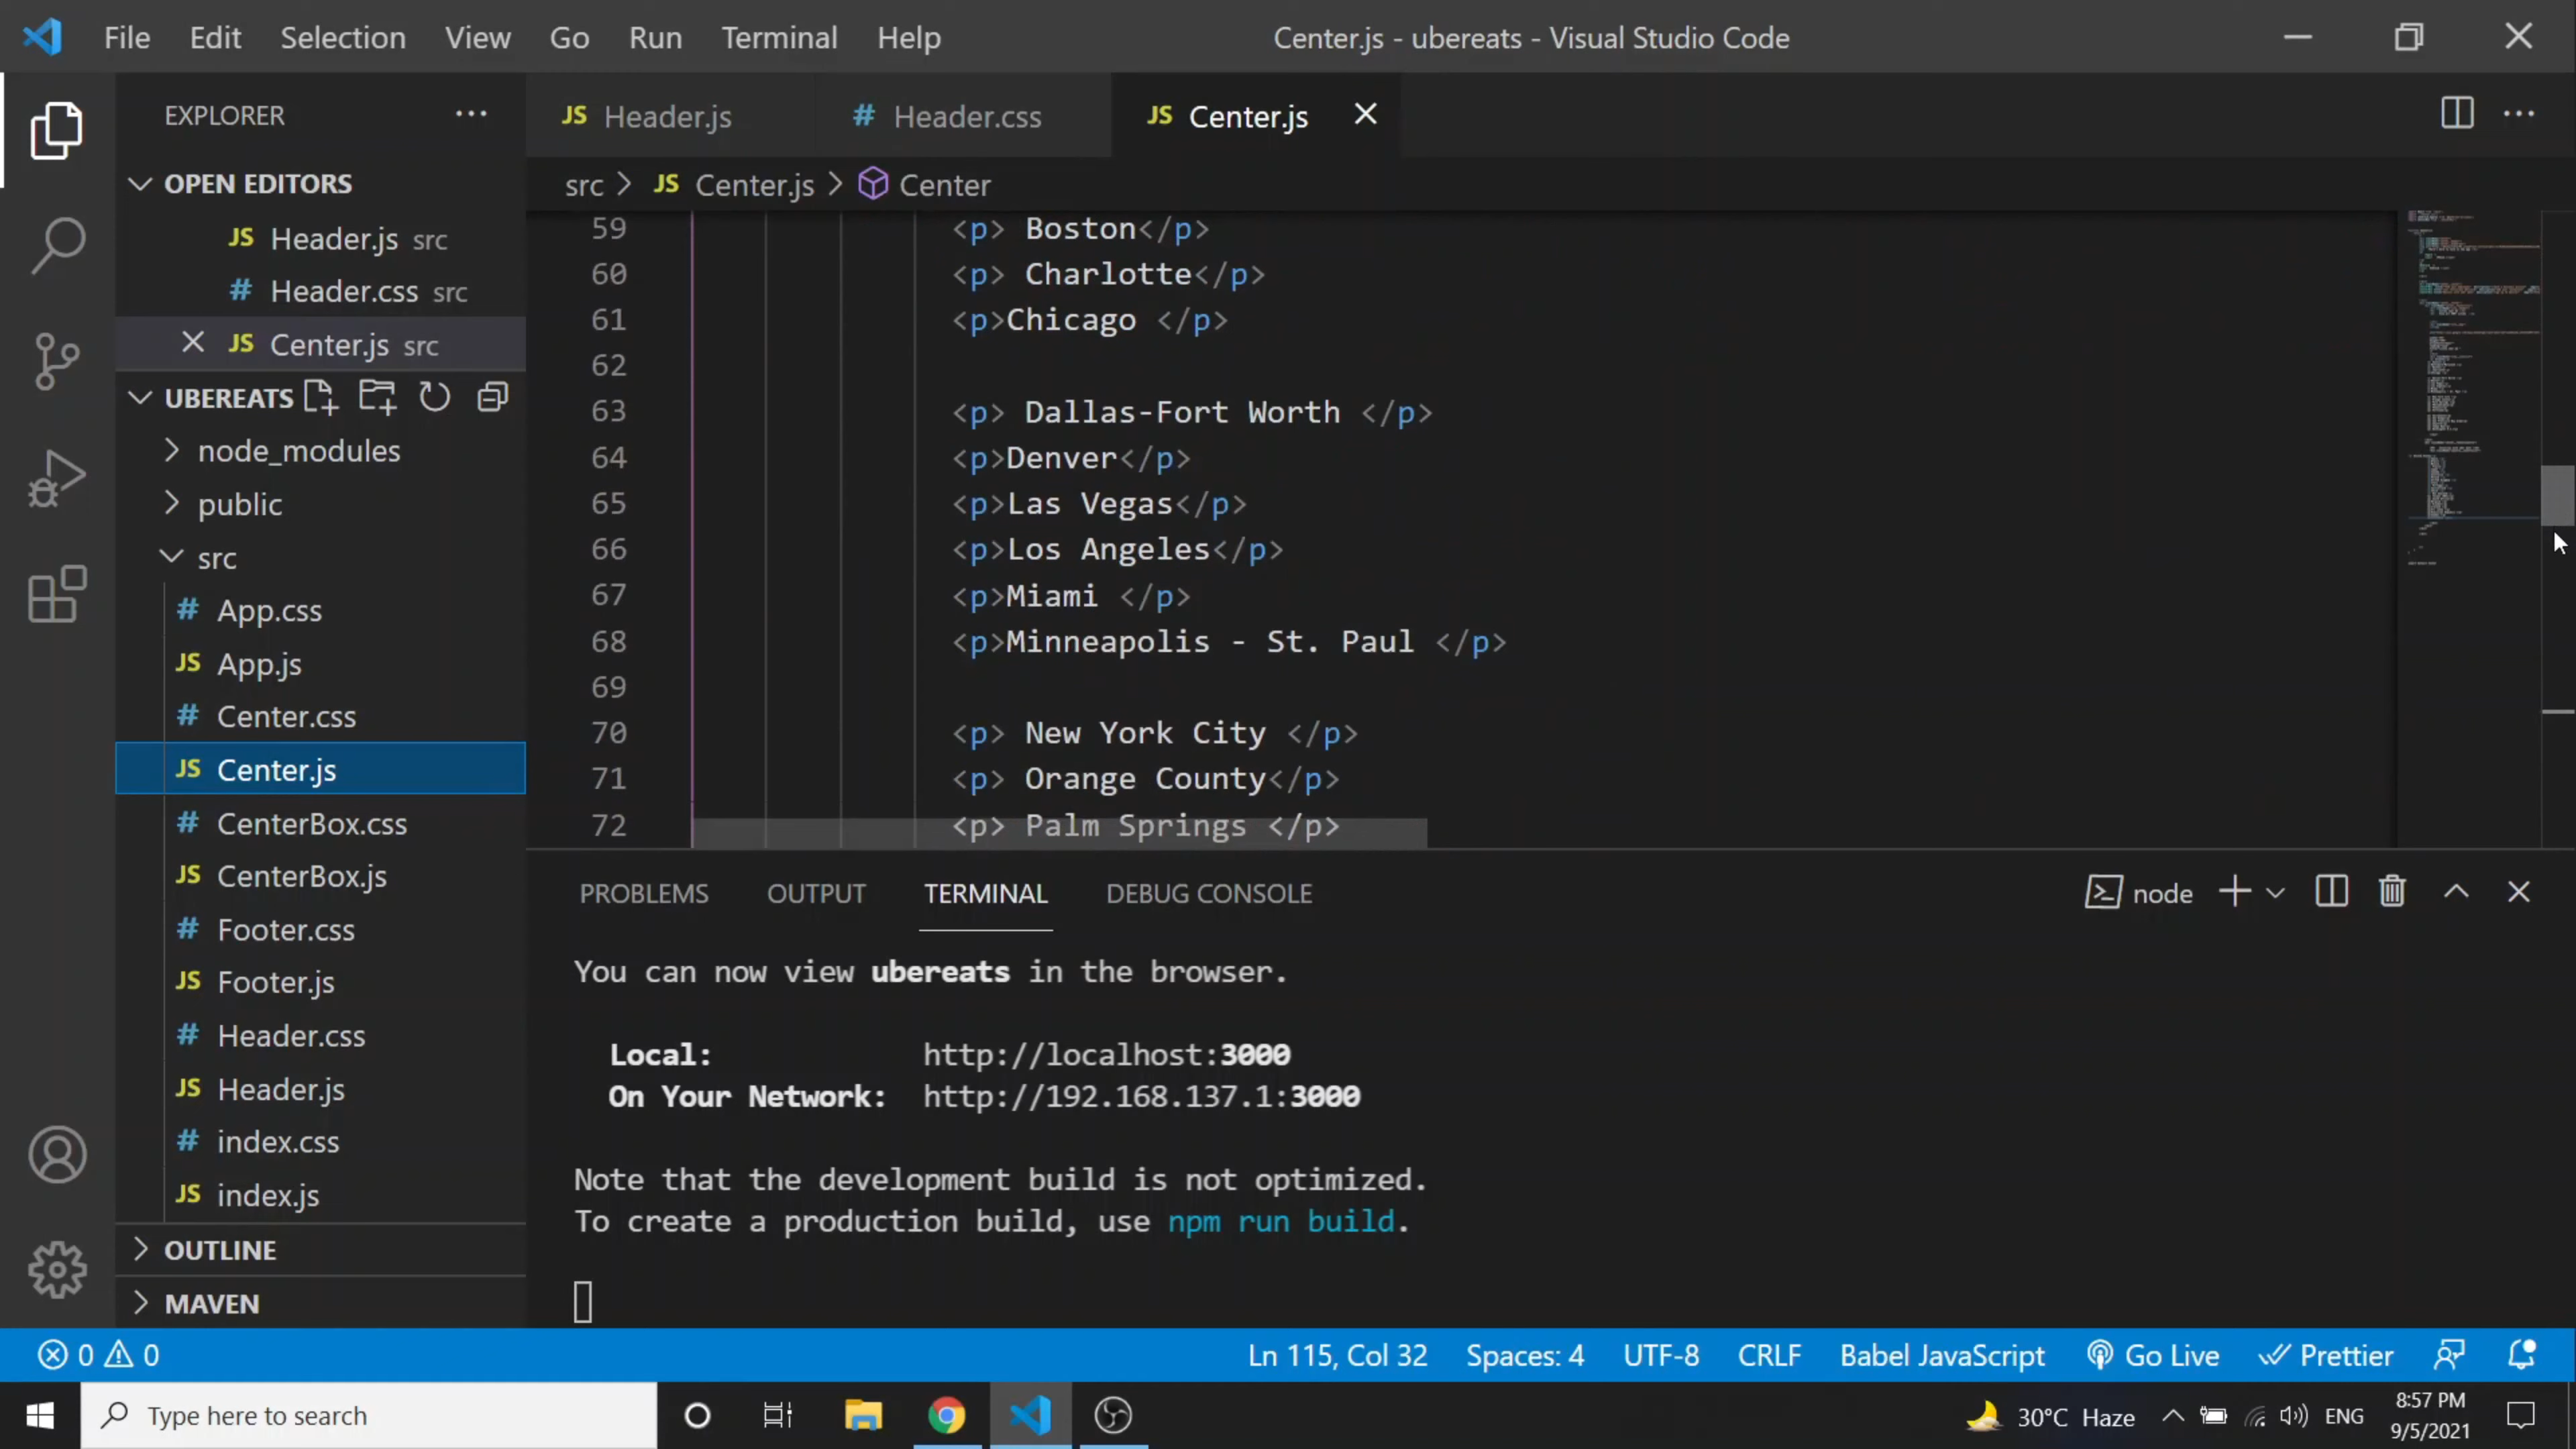 File Edit Selection View Go Run Terminal Help
Center.js - ubereats - Visual Studio Code
EXPLORER
OPEN EDITORS
JS Header.js src
# Header.css src
JS Center.js src
UBEREATS
node_modules
public
src
# App.css
JS App.js
# Center.css
JS Center.js
# CenterBox.css
JS CenterBox.js
# Footer.css
JS Footer.js
# Header.css
JS Header.js
# index.css
JS index.js
OUTLINE
MAVEN
JS Header.js
# Header.css
JS Center.js
src > JS Center.js > Center
59 <p> Boston</p>
60 <p> Charlotte</p>
61 <p>Chicago </p>
62
63 <p> Dallas-Fort Worth </p>
64 <p>Denver</p>
65 <p>Las Vegas</p>
66 <p>Los Angeles</p>
67 <p>Miami </p>
68 <p>Minneapolis - St. Paul </p>
69
70 <p> New York City </p>
71 <p> Orange County</p>
72 <p> Palm Springs </p>
PROBLEMS OUTPUT TERMINAL DEBUG CONSOLE
node
You can now view ubereats in the browser.
Local: http://localhost:3000
On Your Network: http://192.168.137.1:3000
Note that the development build is not optimized.
To create a production build, use npm run build.
0 0
Ln 115, Col 32 Spaces: 4 UTF-8 CRLF Babel JavaScript Go Live Prettier
Type here to search
30°C Haze
ENG
8:57 PM
9/5/2021